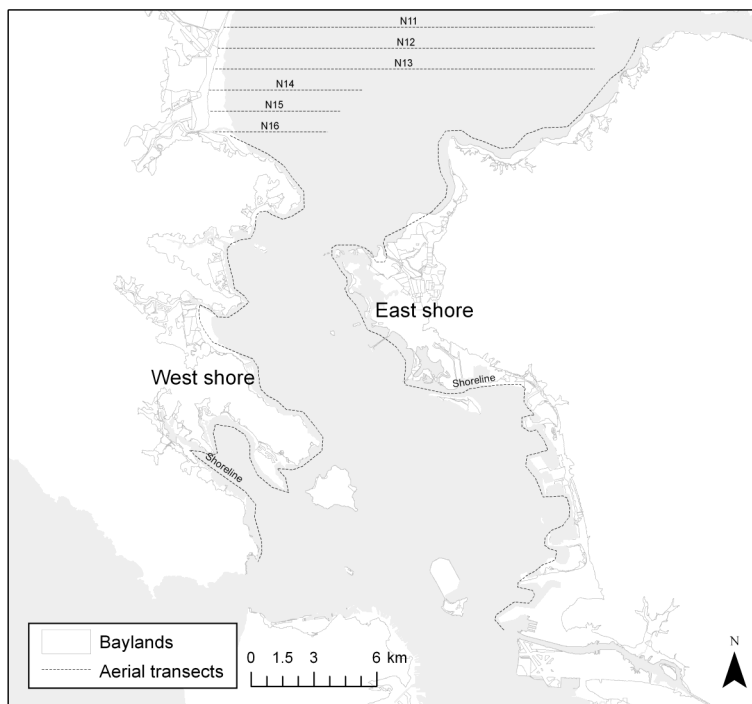 N11
N12
N13
N14
N15
N16
East shore
West shore
Shoreline
Shoreline
Baylands
Aerial transects
0 1.5 3 6 km
N